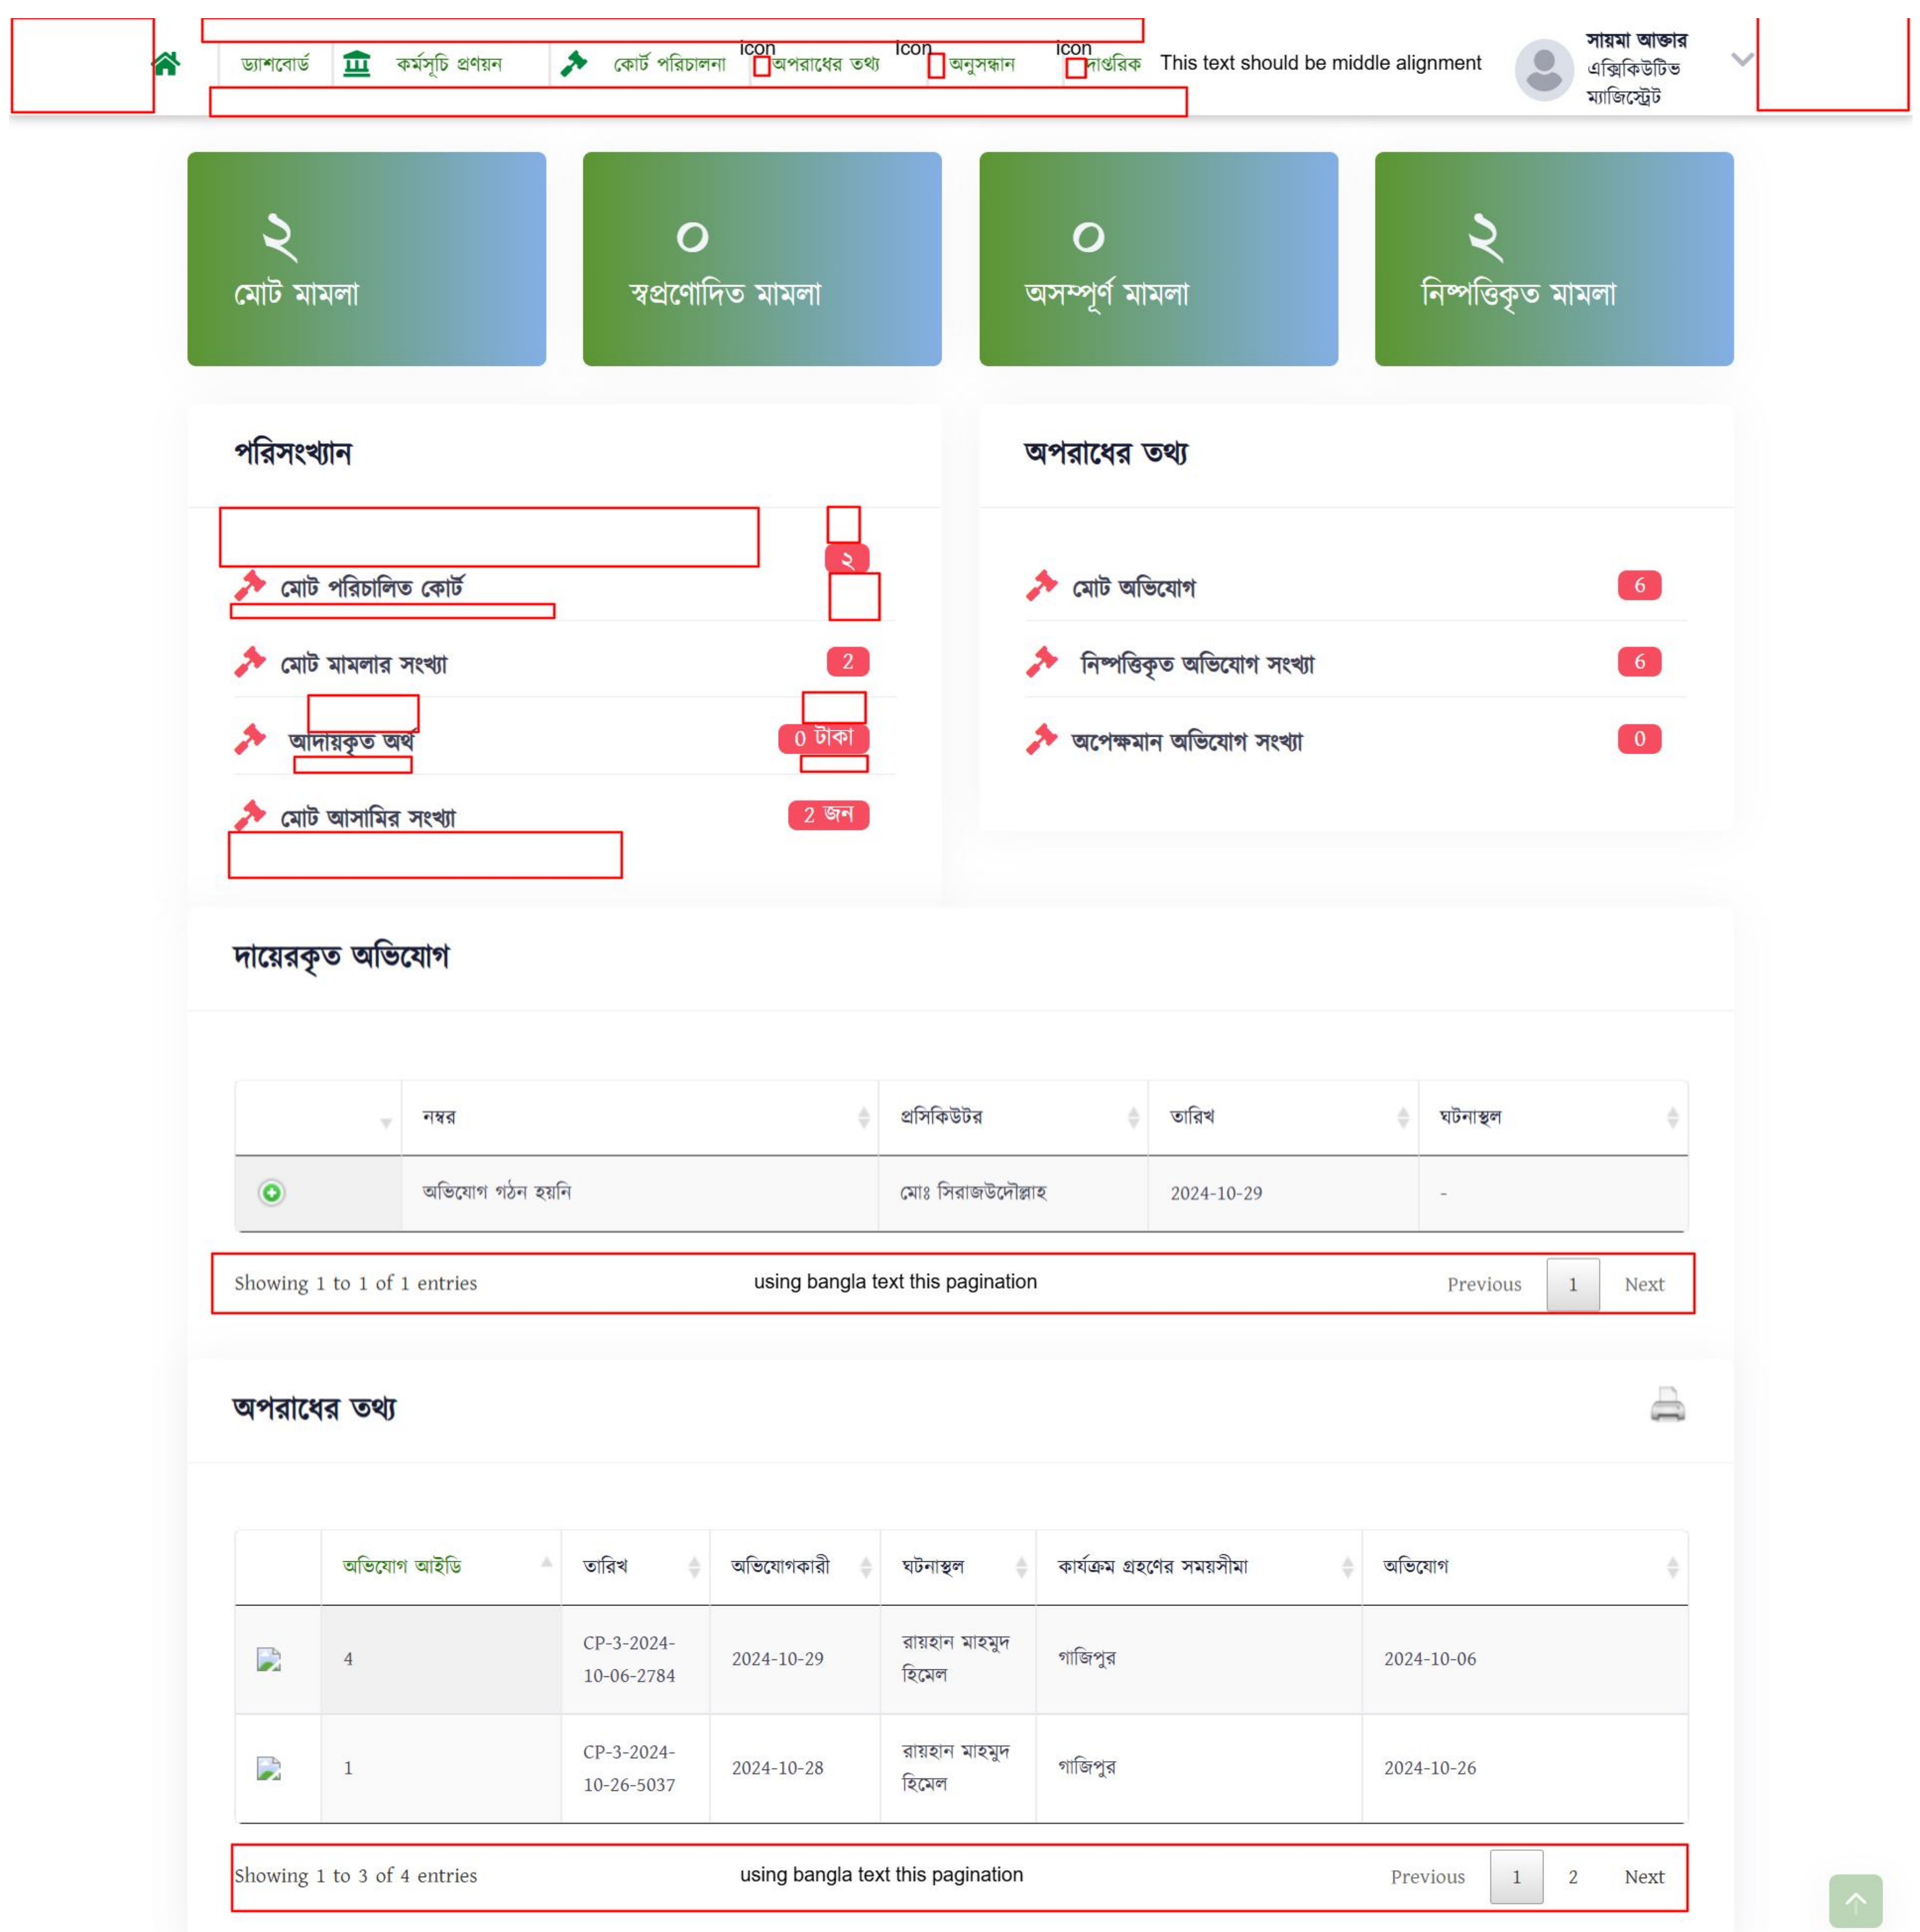 ড্যাশবোর্ড কর্মসূচি প্রণয়ন কোর্ট পরিচালনা icon অপরাধের তথ্য icon অনুসন্ধান icon দাপ্তরিক This text should be middle alignment
সায়মা আক্তার
এক্সিকিউটিভ
ম্যাজিস্ট্রেট
২
মোট মামলা
০
স্বপ্রণোদিত মামলা
০
অসম্পূর্ণ মামলা
২
নিষ্পত্তিকৃত মামলা
পরিসংখ্যান
২
মোট পরিচালিত কোর্ট
মোট মামলার সংখ্যা 2
আদায়কৃত অর্থ 0 টাকা
মোট আসামির সংখ্যা 2 জন
অপরাধের তথ্য
মোট অভিযোগ 6
নিষ্পত্তিকৃত অভিযোগ সংখ্যা 6
অপেক্ষমান অভিযোগ সংখ্যা 0
দায়েরকৃত অভিযোগ
নম্বর প্রসিকিউটর তারিখ ঘটনাস্থল
অভিযোগ গঠন হয়নি মোঃ সিরাজউদৌল্লাহ 2024-10-29 -
Showing 1 to 1 of 1 entries using bangla text this pagination Previous 1 Next
অপরাধের তথ্য
অভিযোগ আইডি তারিখ অভিযোগকারী ঘটনাস্থল কার্যক্রম গ্রহণের সময়সীমা অভিযোগ
4 CP-3-2024-10-06-2784 2024-10-29 রায়হান মাহমুদ হিমেল গাজিপুর 2024-10-06
1 CP-3-2024-10-26-5037 2024-10-28 রায়হান মাহমুদ হিমেল গাজিপুর 2024-10-26
Showing 1 to 3 of 4 entries using bangla text this pagination Previous 1 2 Next